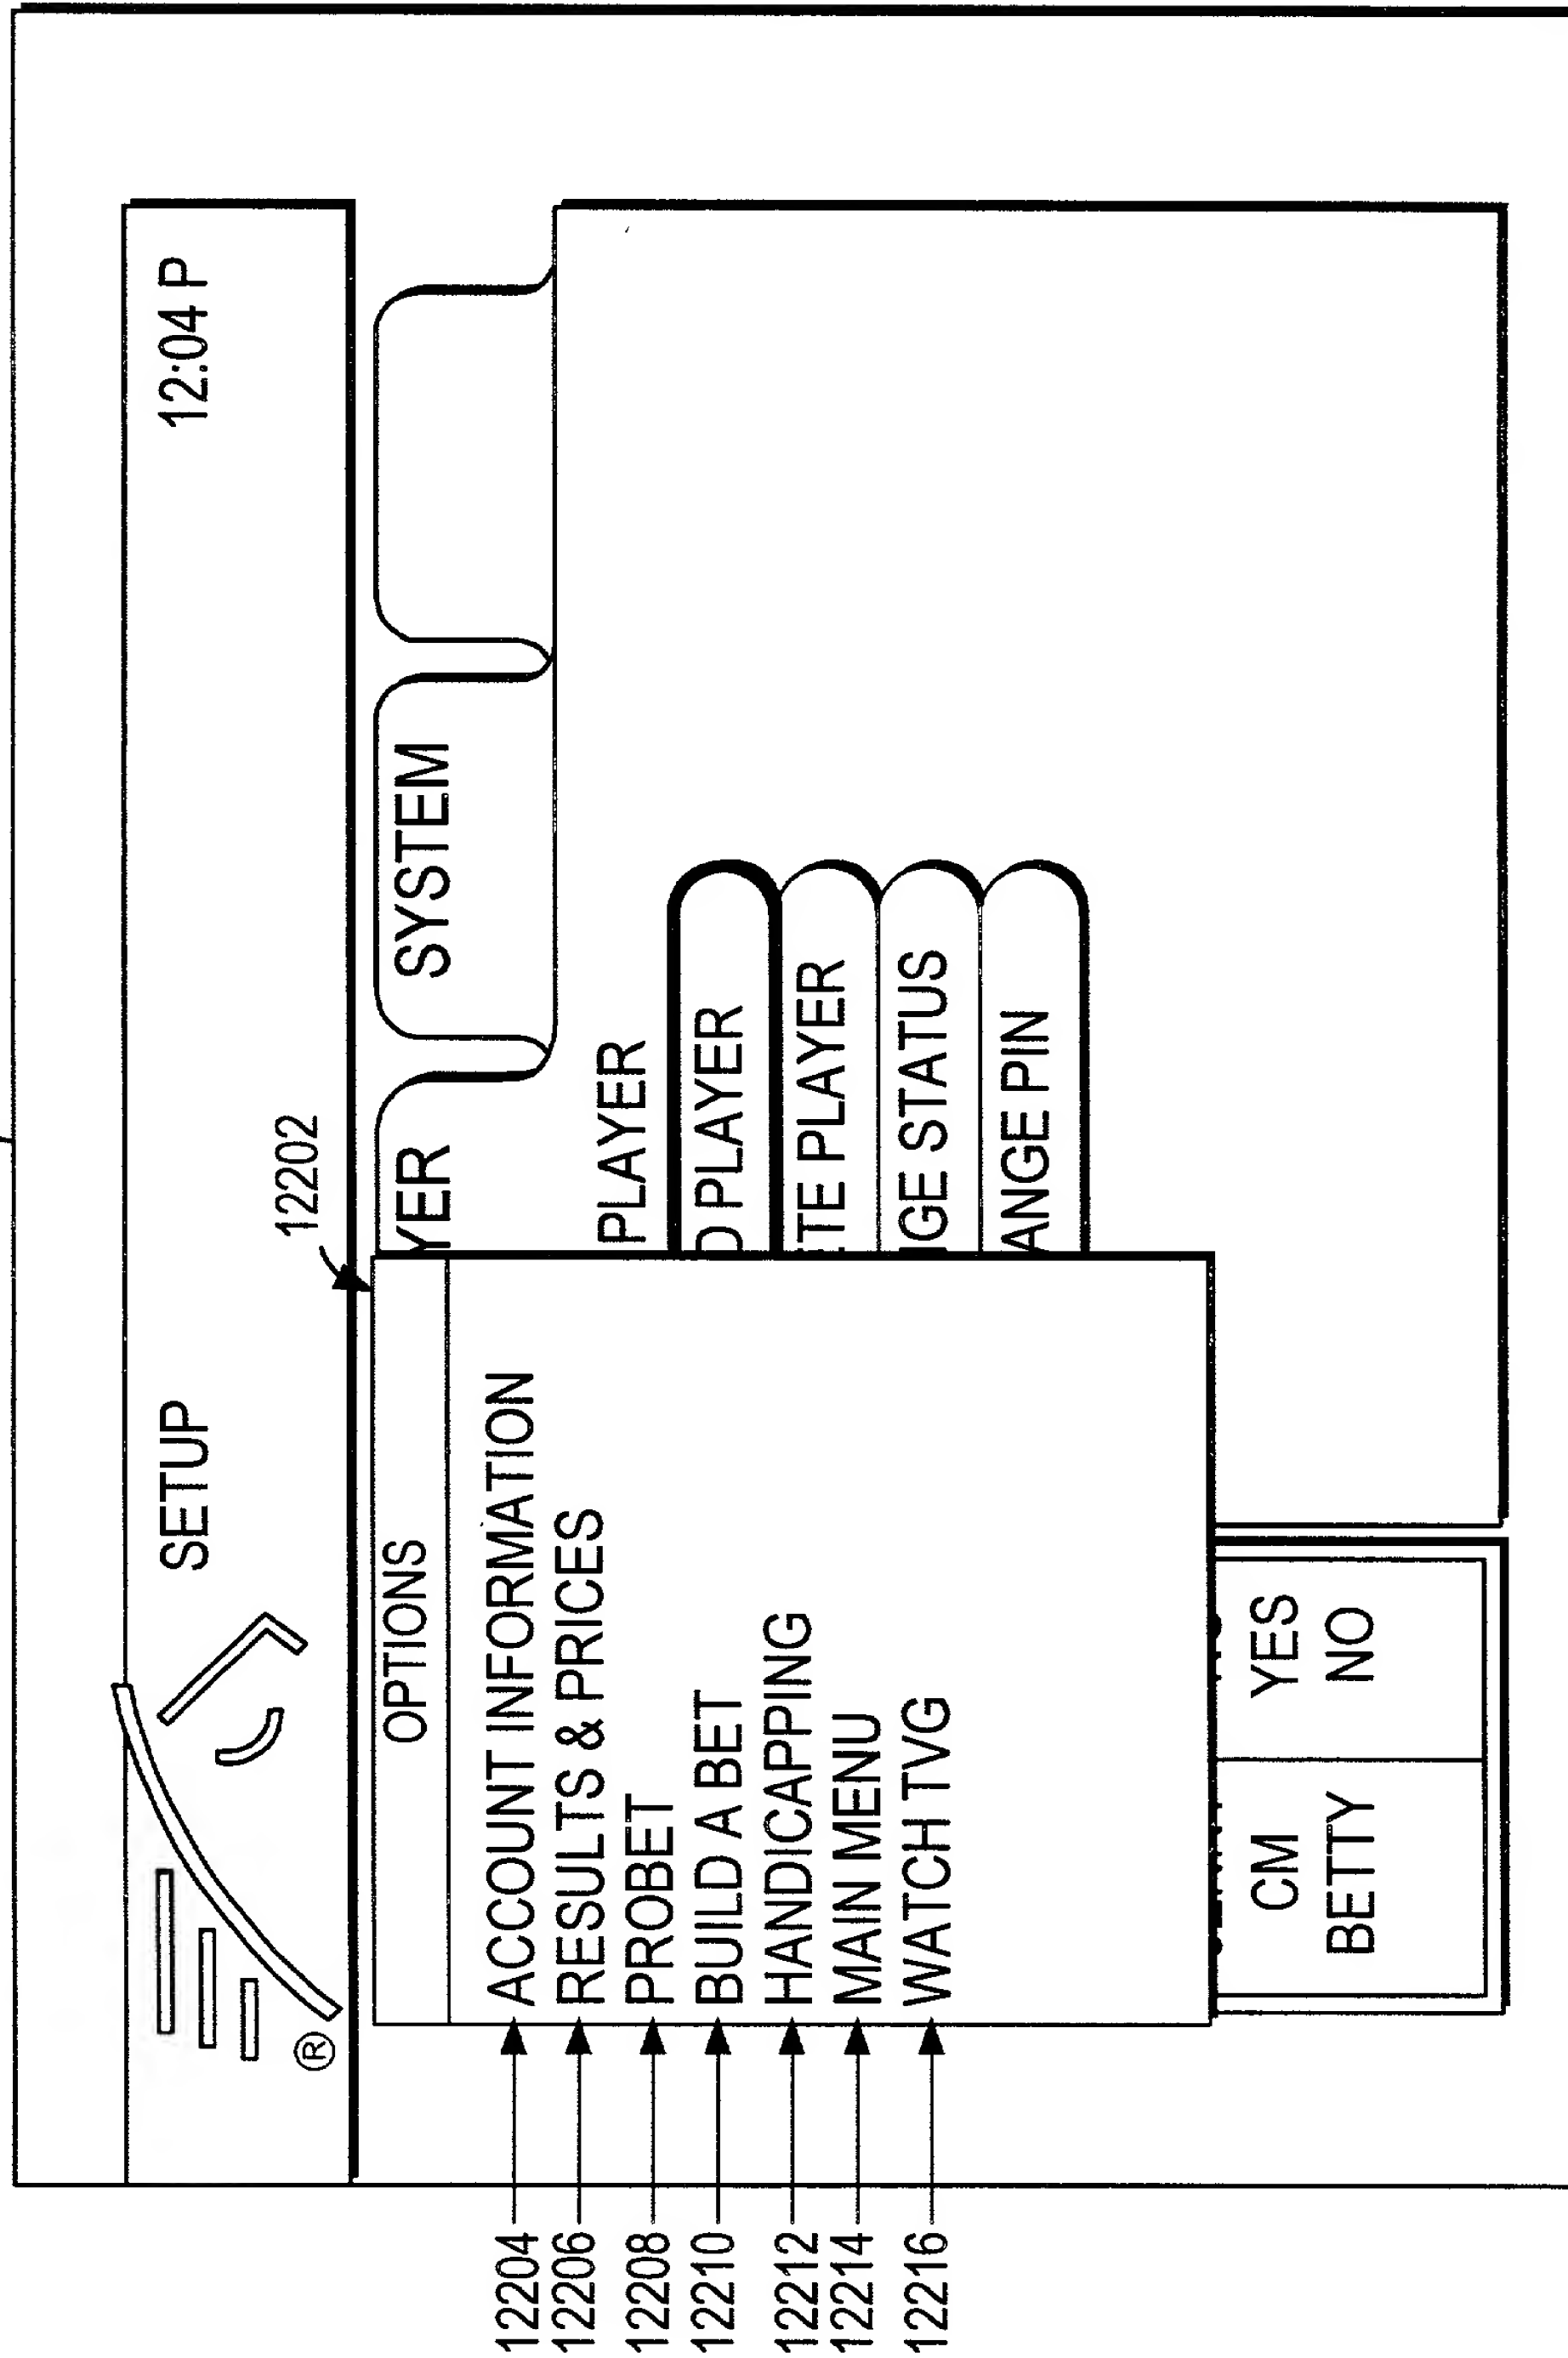 SETUP
12:04 P
®
12202
OPTIONS
YER
SYSTEM
12204
ACCOUNT INFORMATION
12206
RESULTS & PRICES
12208
PROBET
12210
BUILD A BET
12212
HANDICAPPING
12214
MAIN MENU
12216
WATCH TVG
PLAYER
D PLAYER
TE PLAYER
GE STATUS
ANGE PIN
CM
YES
BETTY
NO